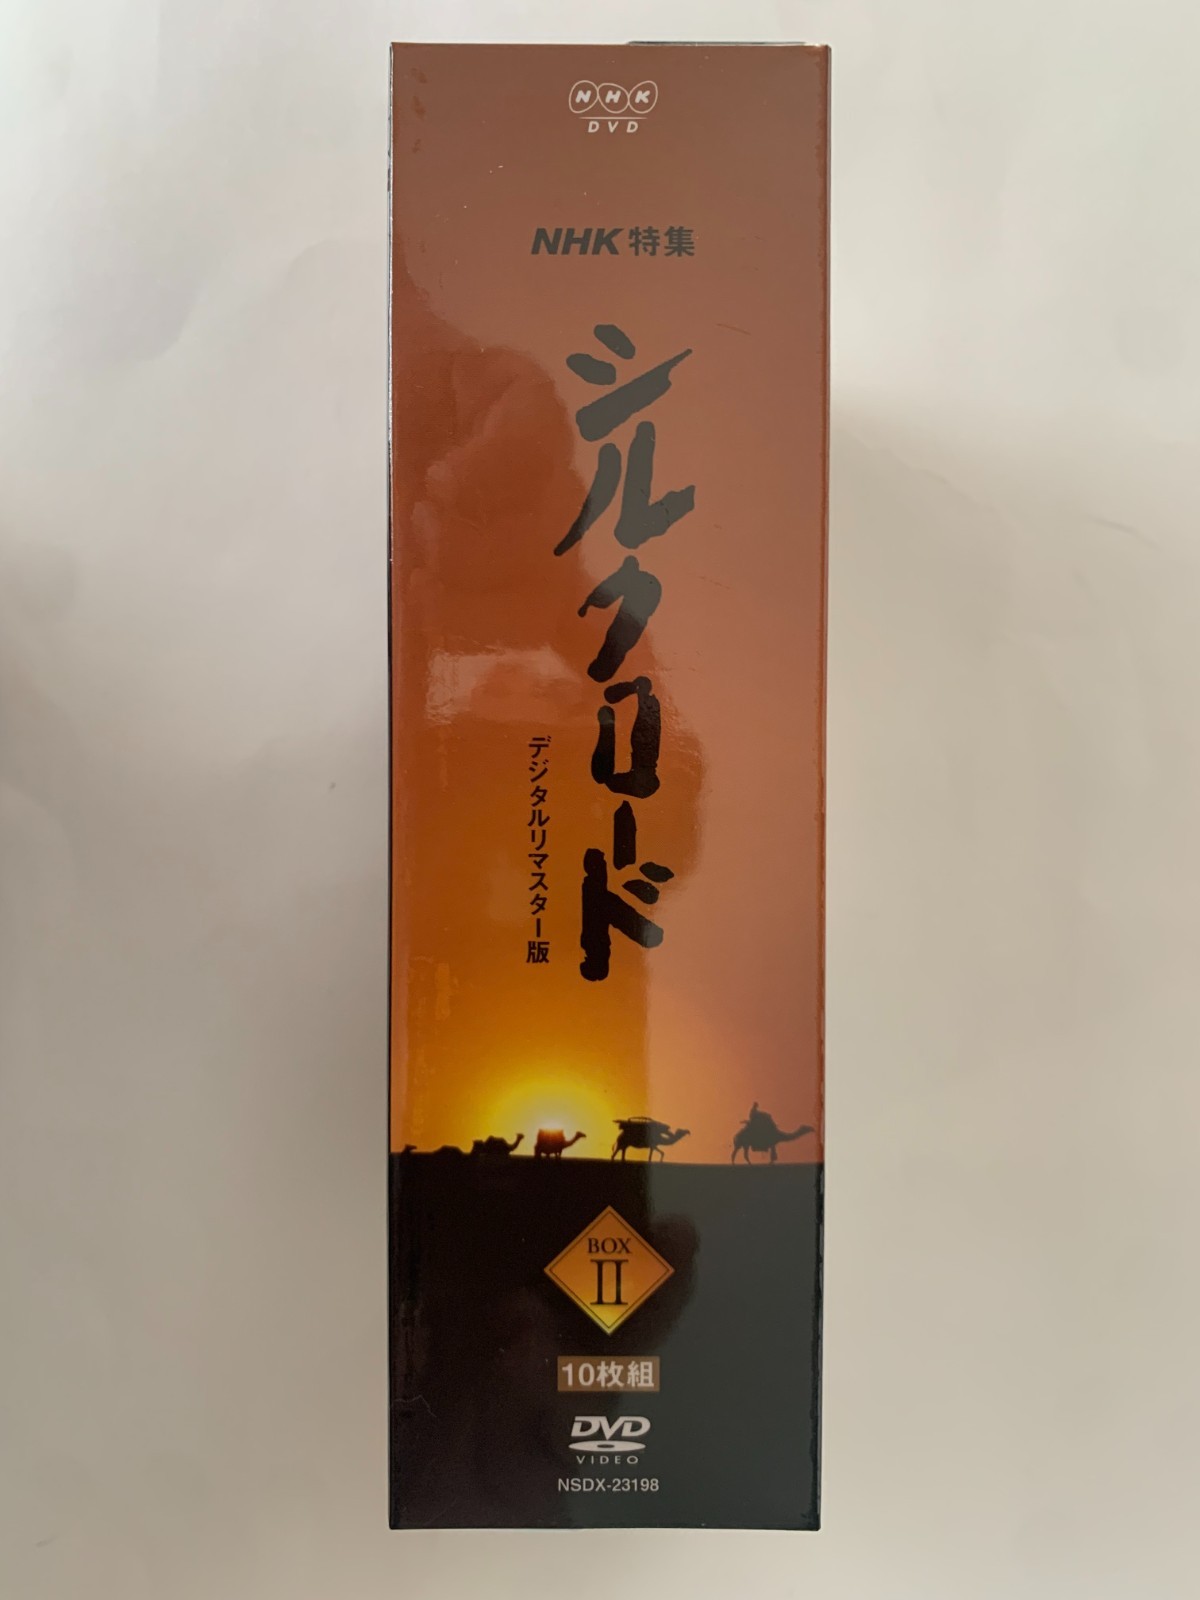 NHK
DVD
NHK特集
シルクロード
デジタルリマスター版
BOX
II
10枚組
DVD
VIDEO
NSDX-23198